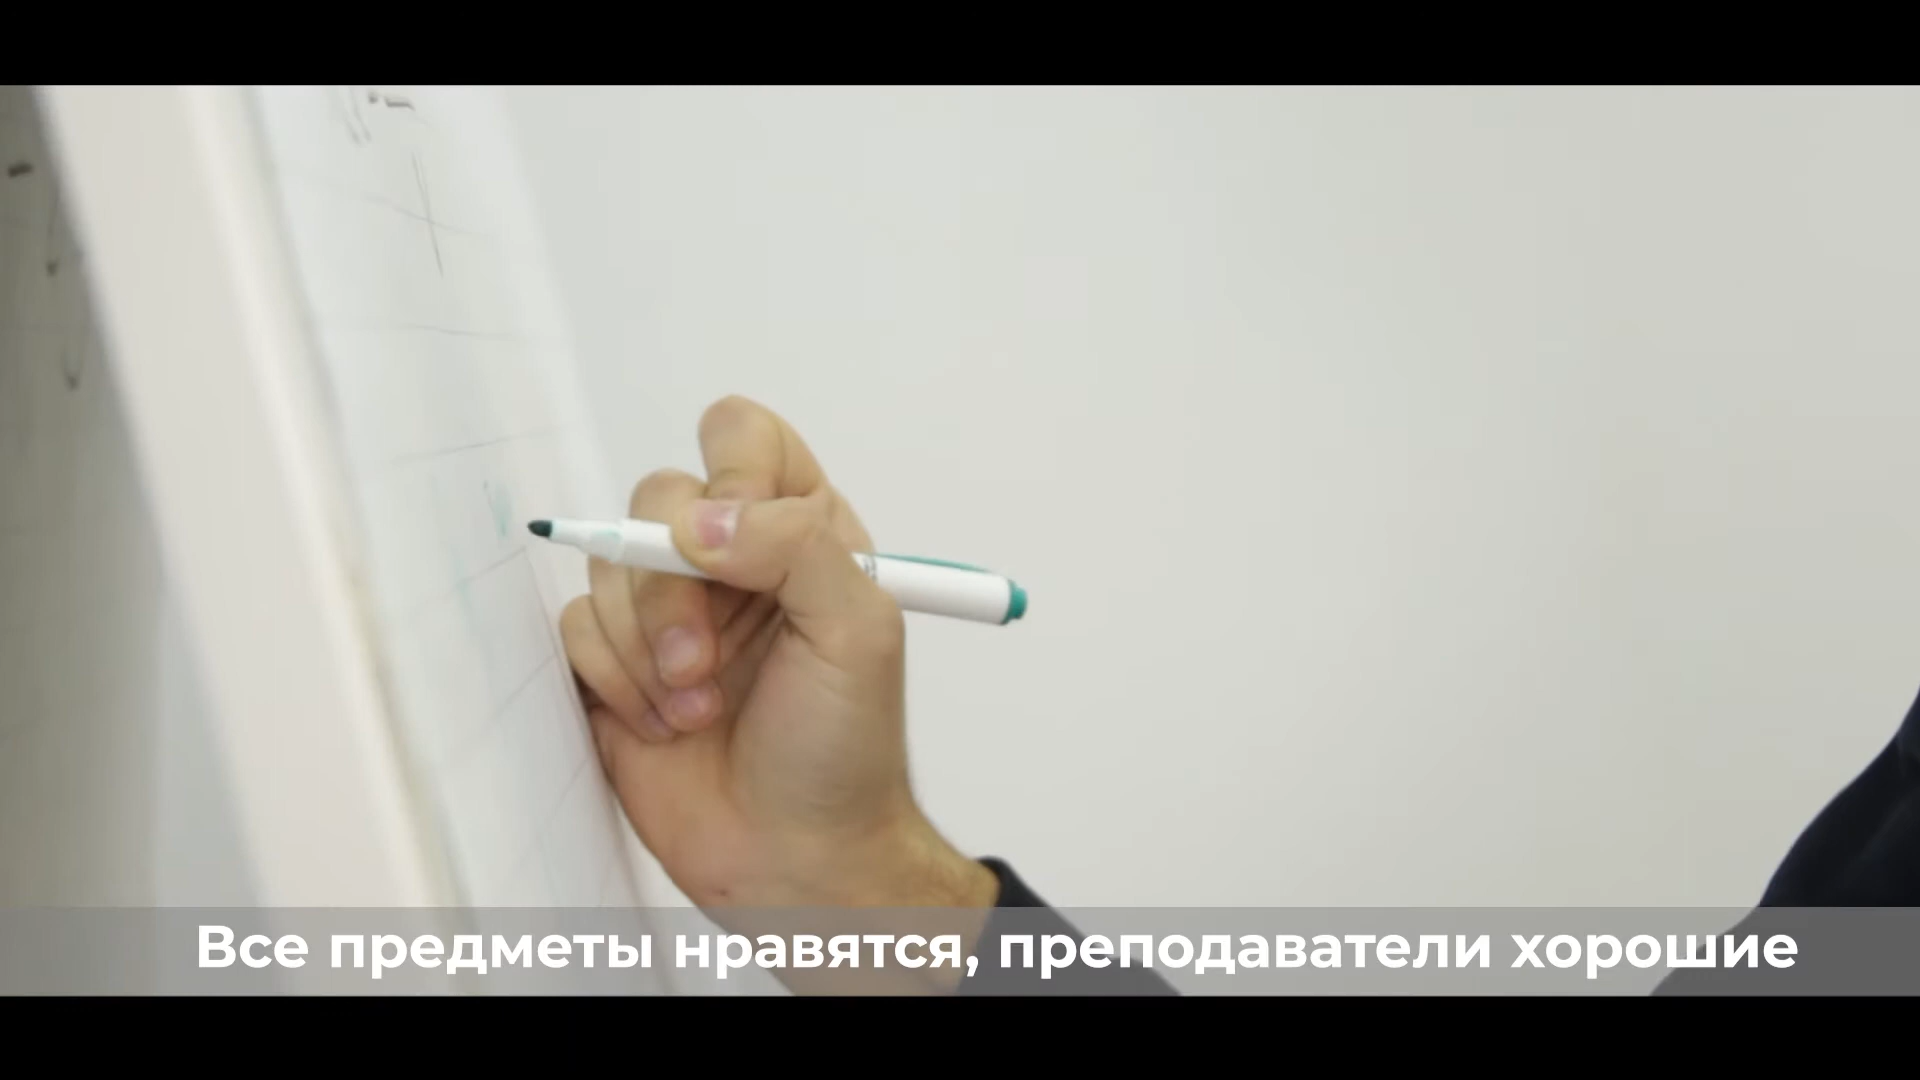 Все предметы нравятся, преподаватели хорошие